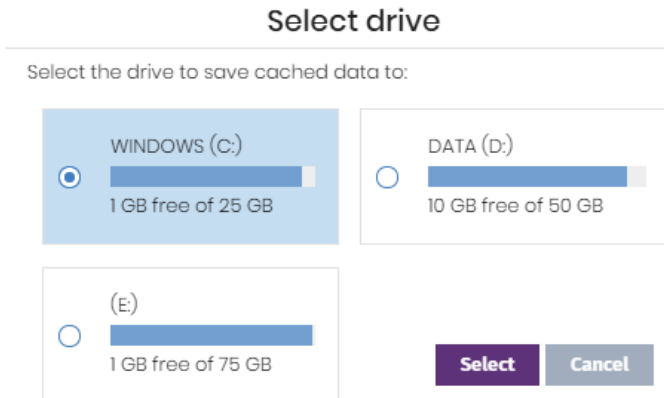 Select drive
Select the drive to save cached data to:
WINDOWS (C:)
1 GB free of 25 GB
DATA (D:)
10 GB free of 50 GB
(E:)
1 GB free of 75 GB
Select
Cancel